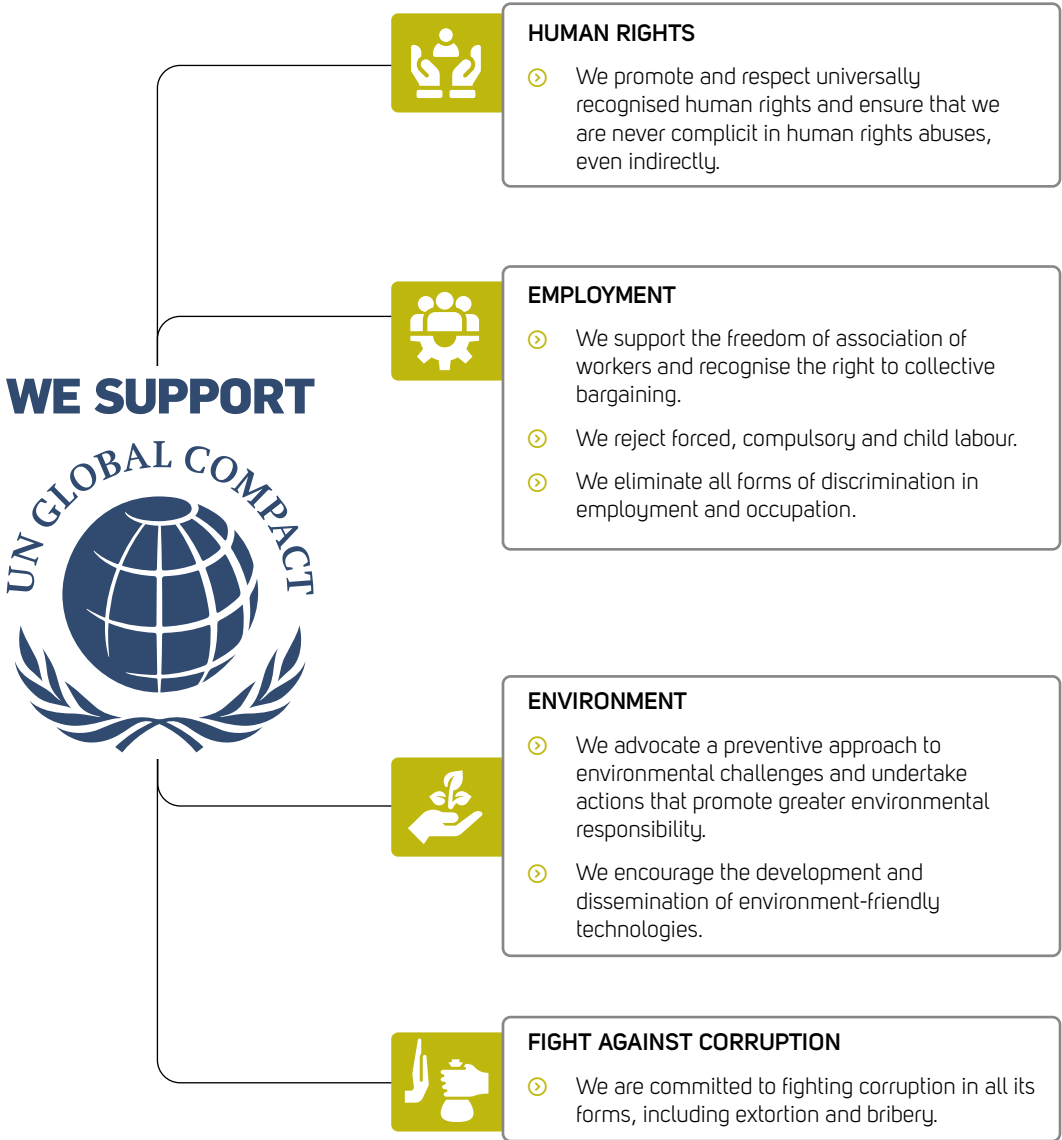 HUMAN RIGHTS
We promote and respect universally
recognised human rights and ensure that we
are never complicit in human rights abuses,
even indirectly.
EMPLOYMENT
We support the freedom of association of
workers and recognise the right to collective
bargaining.
We reject forced, compulsory and child labour.
We eliminate all forms of discrimination in
employment and occupation.
WE SUPPORT
UN GLOBAL COMPACT
ENVIRONMENT
We advocate a preventive approach to
environmental challenges and undertake
actions that promote greater environmental
responsibility.
We encourage the development and
dissemination of environment-friendly
technologies.
FIGHT AGAINST CORRUPTION
We are committed to fighting corruption in all its
forms, including extortion and bribery.